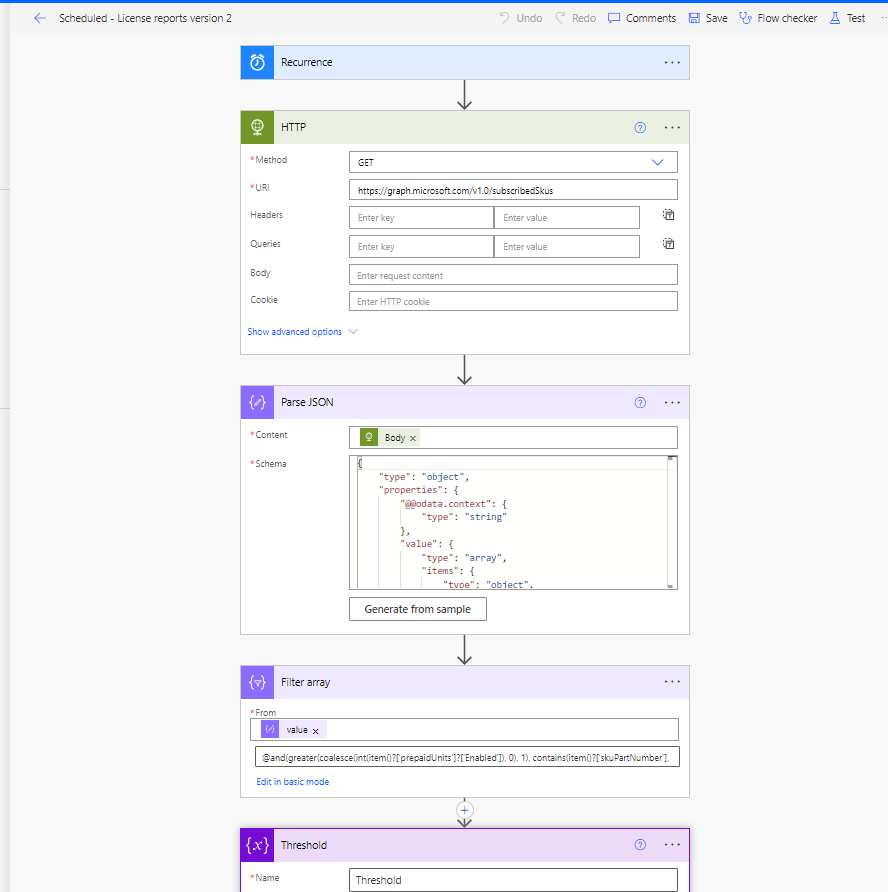 Scheduled - License reports version 2
Undo Redo Comments Save Flow checker Test
Recurrence
HTTP
* Method GET
* URI https://graph.microsoft.com/v1.0/subscribedSkus
Headers Enter key Enter value
Queries Enter key Enter value
Body Enter request content
Cookie Enter HTTP cookie
Show advanced options
Parse JSON
* Content Body
* Schema {
"type": "object",
"properties": {
"@@odata.context": {
"type": "string"
},
"value": {
"type": "array",
"items": {
"type": "object",
Generate from sample
Filter array
* From
value
@and(greater(coalesce(int(item()?['prepaidUnits']?['Enabled']), 0), 1), contains(item()?['skuPartNumber'],
Edit in basic mode
{x} Threshold
* Name Threshold